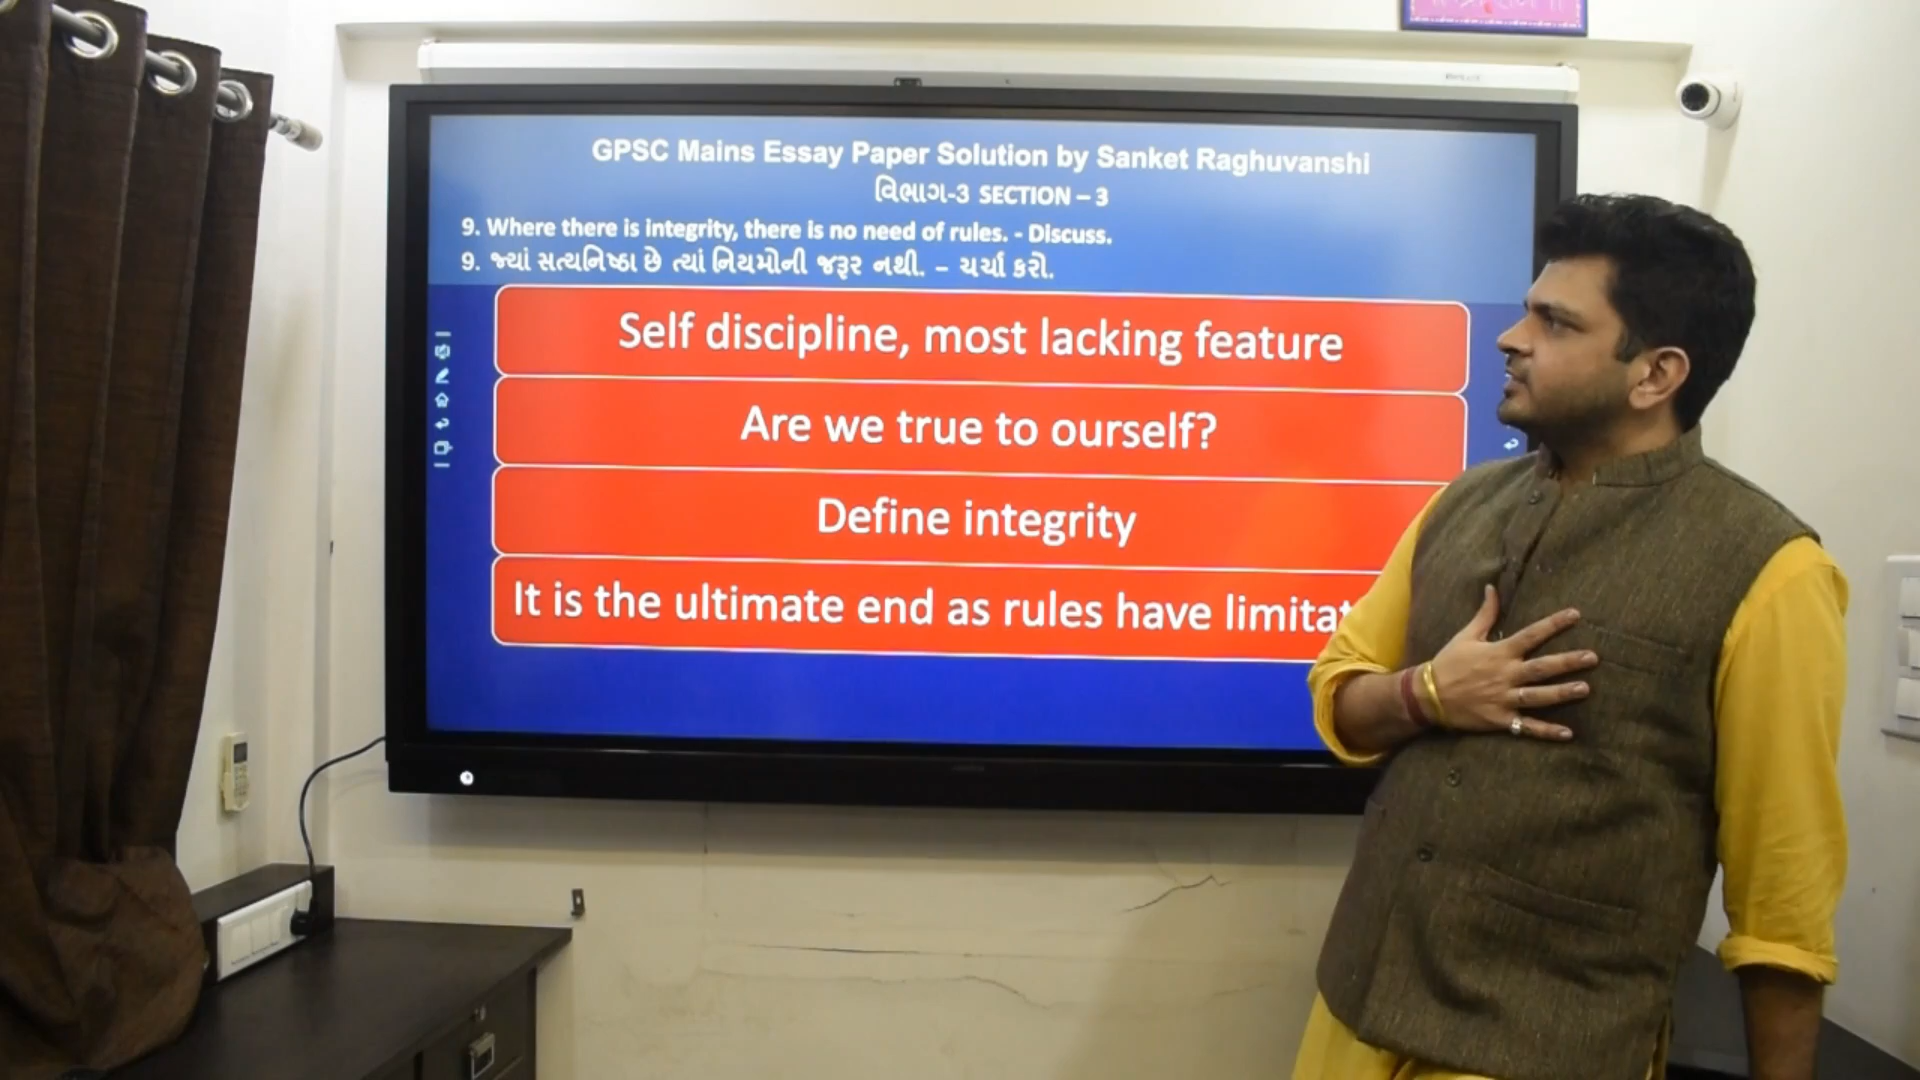 GPSC Mains Essay Paper Solution by Sanket Raghuvanshi
વિભાગ-3 SECTION – 3
9. Where there is integrity, there is no need of rules. - Discuss.
9. જ્યાં સત્યનિષ્ઠા છે ત્યાં નિયમોની જરૂર નથી. – ચર્ચા કરો.
Self discipline, most lacking feature
Are we true to ourself?
Define integrity
It is the ultimate end as rules have limitat